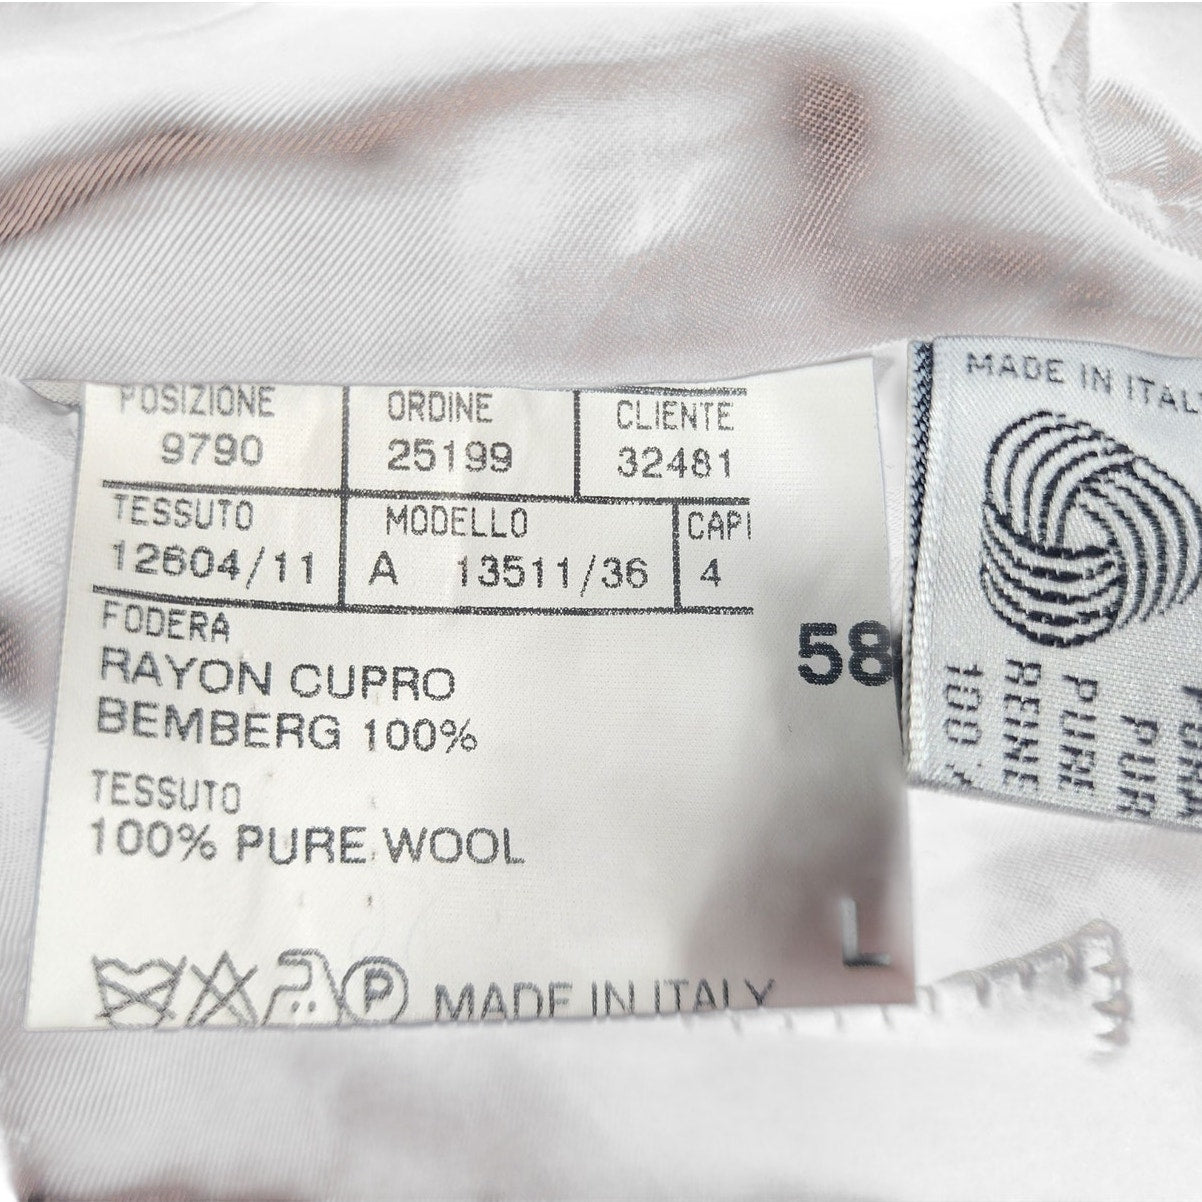 POSIZIONE ORDINE CLIENTE
9790 25199 32481
TESSUTO MODELLO CAPI
12604/11 A 13511/36 4
FODERA
RAYON CUPRO
BEMBERG 100%
58
TESSUTO
100% PURE WOOL
L
P MADE IN ITALY
MADE IN ITAL
PURE
REINE
100